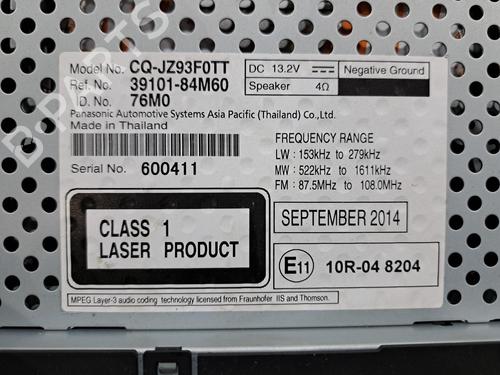 Model No. CQ-JZ93F0TT
Ref. No. 39101-84M60
ID. No. 76M0
DC 13.2V Negative Ground
Speaker 4Ω
Panasonic Automotive Systems Asia Pacific (Thailand) Co., Ltd.
Made in Thailand
Serial No. 600411
FREQUENCY RANGE
LW : 153kHz to 279kHz
MW : 522kHz to 1611kHz
FM : 87.5MHz to 108.0MHz
CLASS 1
LASER PRODUCT
SEPTEMBER 2014
E11 10R-04 8204
MPEG Layer-3 audio coding technology licensed from Fraunhofer IIS and Thomson.
B-PARTS